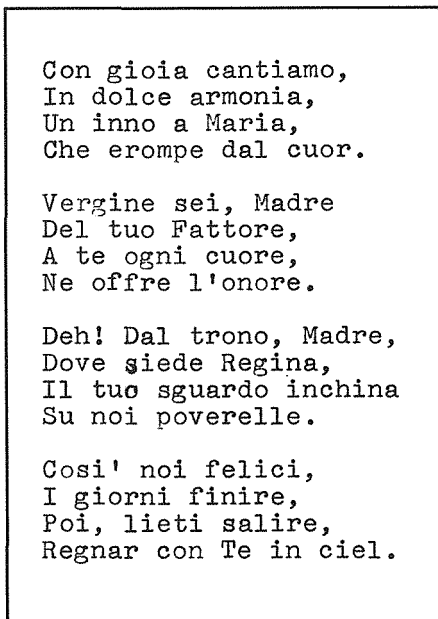 Con gioia cantiamo,
In dolce armonia,
Un inno a Maria,
Che erompe dal cuor.

Vergine sei, Madre
Del tuo Fattore,
A te ogni cuore,
Ne offre l'onore.

Deh! Dal trono, Madre,
Dove siede Regina,
Il tuo sguardo inchina
Su noi poverelle.

Cosi' noi felici,
I giorni finire,
Poi, lieti salire,
Regnar con Te in ciel.